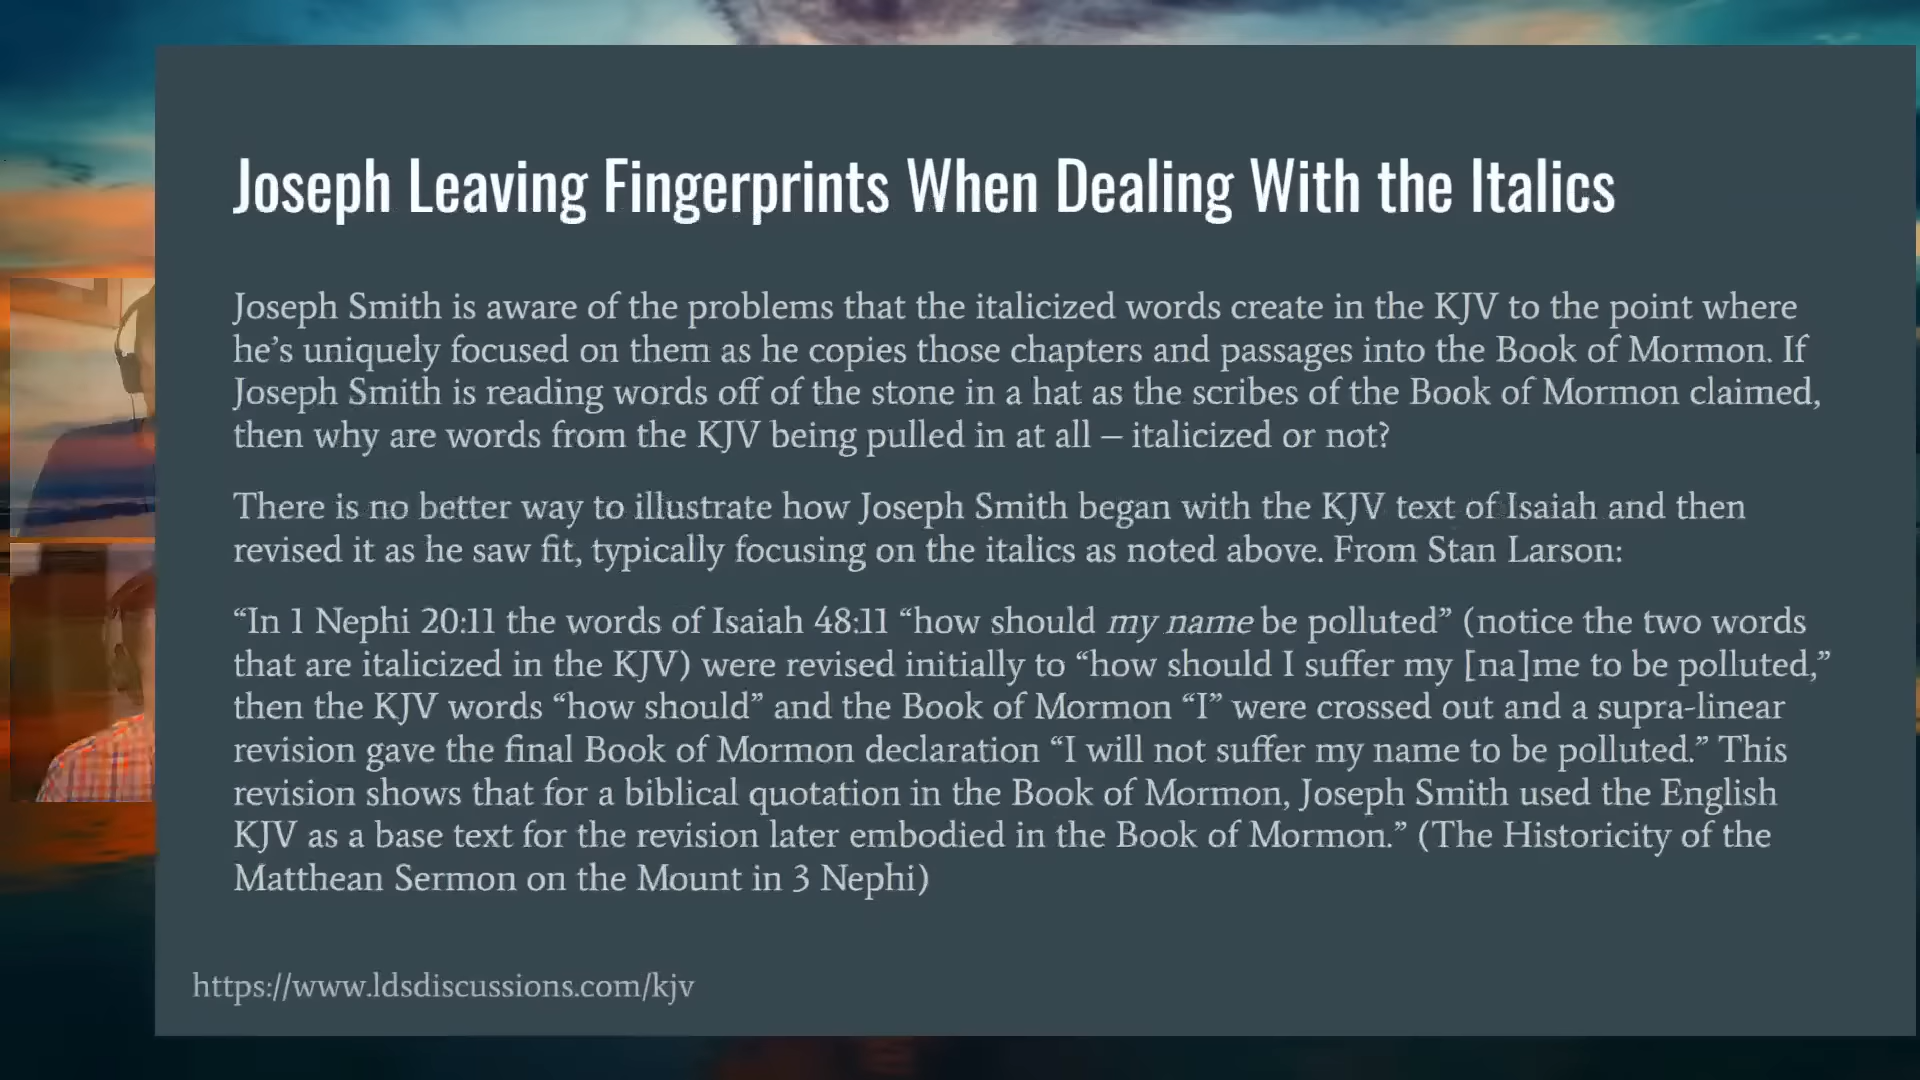 Joseph Leaving Fingerprints When Dealing With the Italics
Joseph Smith is aware of the problems that the italicized words create in the KJV to the point where
he’s uniquely focused on them as he copies those chapters and passages into the Book of Mormon. If
Joseph Smith is reading words off of the stone in a hat as the scribes of the Book of Mormon claimed,
then why are words from the KJV being pulled in at all – italicized or not?
There is no better way to illustrate how Joseph Smith began with the KJV text of Isaiah and then
revised it as he saw fit, typically focusing on the italics as noted above. From Stan Larson:
“In 1 Nephi 20:11 the words of Isaiah 48:11 “how should my name be polluted” (notice the two words
that are italicized in the KJV) were revised initially to “how should I suffer my [na]me to be polluted,”
then the KJV words “how should” and the Book of Mormon “I” were crossed out and a supra-linear
revision gave the final Book of Mormon declaration “I will not suffer my name to be polluted.” This
revision shows that for a biblical quotation in the Book of Mormon, Joseph Smith used the English
KJV as a base text for the revision later embodied in the Book of Mormon.” (The Historicity of the
Matthean Sermon on the Mount in 3 Nephi)
https://www.ldsdiscussions.com/kjv